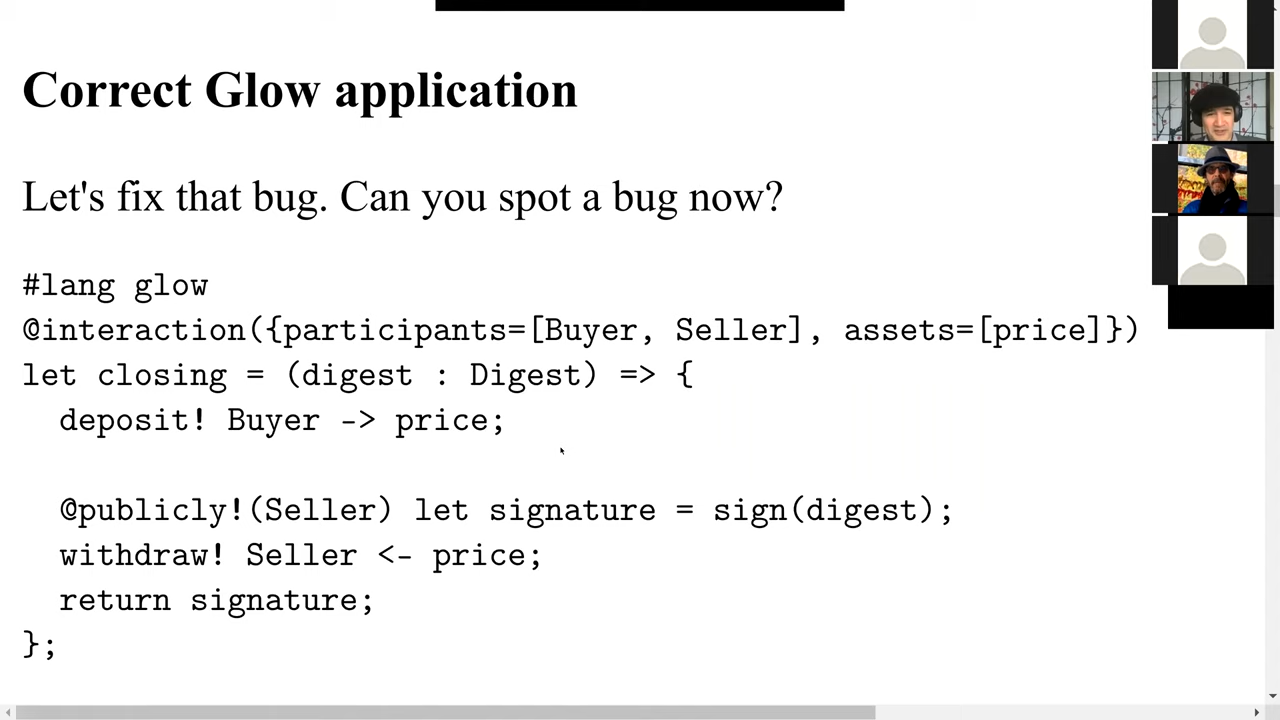 Correct Glow application
Let's fix that bug. Can you spot a bug now?
#lang glow
@interaction({participants=[Buyer, Seller], assets=[price]})
let closing = (digest : Digest) => {
deposit! Buyer -> price;
@publicly!(Seller) let signature = sign(digest);
withdraw! Seller <- price;
return signature;
};